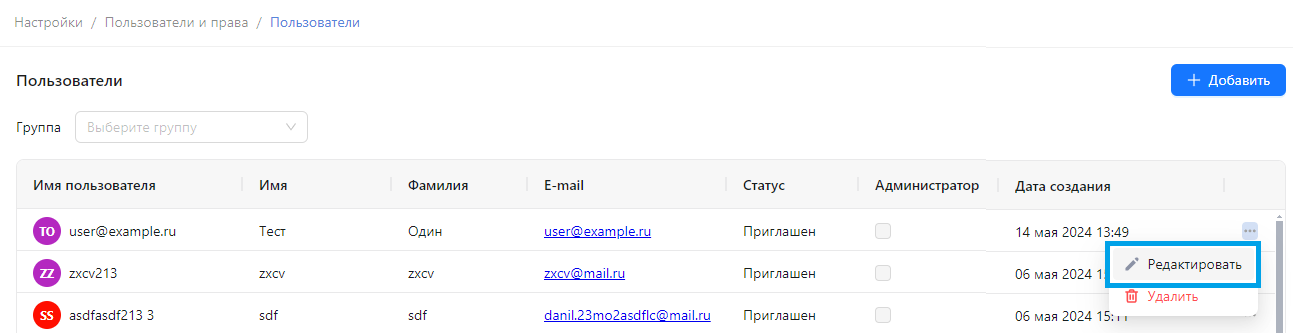 Настройки / Пользователи и права / Пользователи
Пользователи
Добавить
Группа Выберите группу
Имя пользователя Имя Фамилия E-mail Статус Администратор Дата создания
TO user@example.ru Тест Один user@example.ru Приглашен 14 мая 2024 13:49
ZZ zxcv213 zxcv zxcv zxcv@mail.ru Приглашен 06 мая 2024
Редактировать
Удалить
SS asdfasdf213 3 sdf sdf danil.23mo2asdflc@mail.ru Приглашен 06 мая 2024 15:11